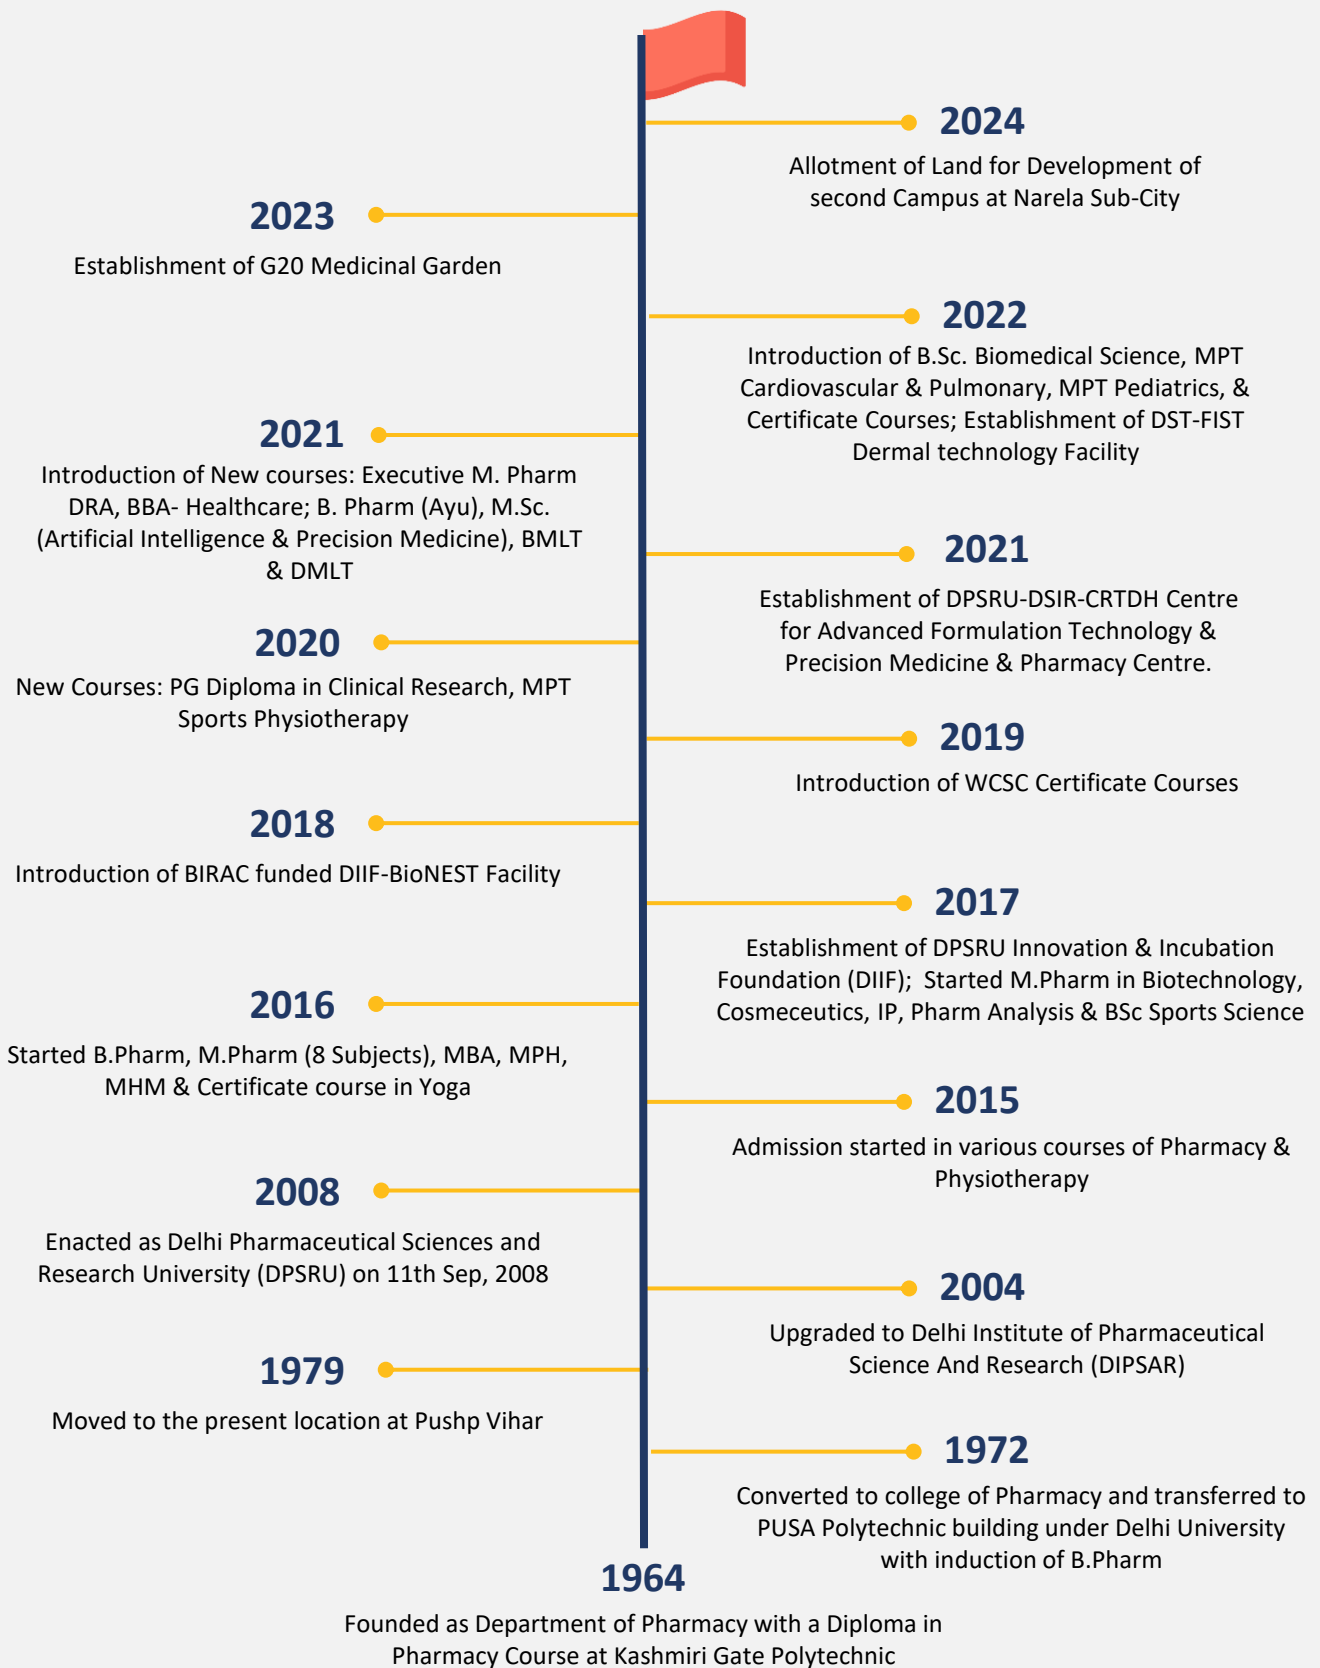 2024
Allotment of Land for Development of
second Campus at Narela Sub-City
2023
Establishment of G20 Medicinal Garden
2022
Introduction of B.Sc. Biomedical Science, MPT
Cardiovascular & Pulmonary, MPT Pediatrics, &
Certificate Courses; Establishment of DST-FIST
Dermal technology Facility
2021
Introduction of New courses: Executive M. Pharm
DRA, BBA- Healthcare; B. Pharm (Ayu), M.Sc.
(Artificial Intelligence & Precision Medicine), BMLT
& DMLT
2021
Establishment of DPSRU-DSIR-CRTDH Centre
for Advanced Formulation Technology &
Precision Medicine & Pharmacy Centre.
2020
New Courses: PG Diploma in Clinical Research, MPT
Sports Physiotherapy
2019
Introduction of WCSC Certificate Courses
2018
Introduction of BIRAC funded DIIF-BioNEST Facility
2017
Establishment of DPSRU Innovation & Incubation
Foundation (DIIF);  Started M.Pharm in Biotechnology,
Cosmeceutics, IP, Pharm Analysis & BSc Sports Science
2016
Started B.Pharm, M.Pharm (8 Subjects), MBA, MPH,
MHM & Certificate course in Yoga
2015
Admission started in various courses of Pharmacy &
Physiotherapy
2008
Enacted as Delhi Pharmaceutical Sciences and
Research University (DPSRU) on 11th Sep, 2008
2004
Upgraded to Delhi Institute of Pharmaceutical
Science And Research (DIPSAR)
1979
Moved to the present location at Pushp Vihar
1972
Converted to college of Pharmacy and transferred to
PUSA Polytechnic building under Delhi University
with induction of B.Pharm
1964
Founded as Department of Pharmacy with a Diploma in
Pharmacy Course at Kashmiri Gate Polytechnic